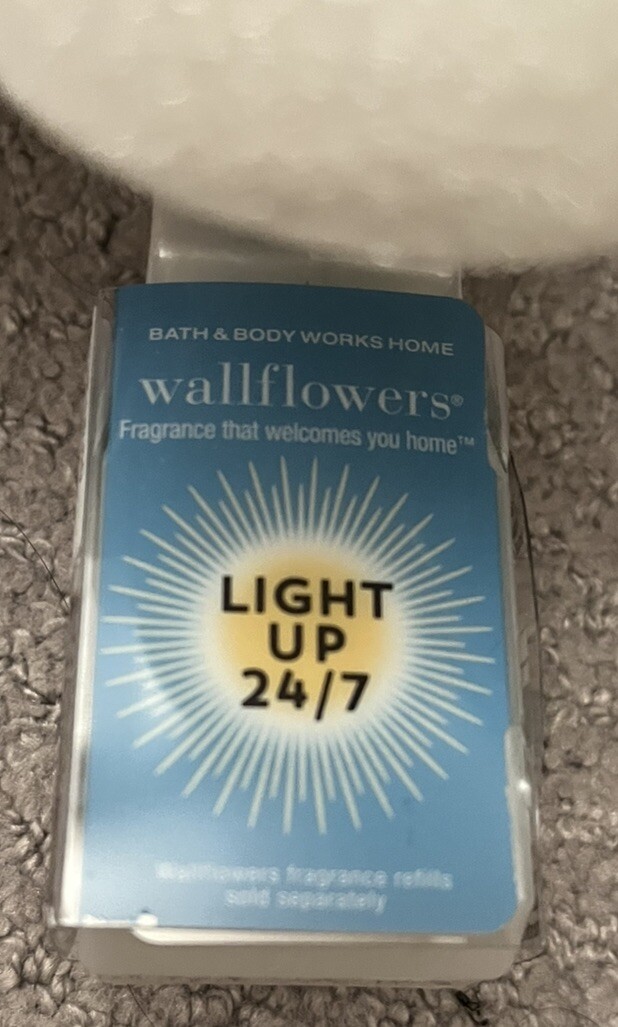 BATH & BODY WORKS HOME
wallflowers®
Fragrance that welcomes you home™
LIGHT
UP
24/7
Wallflowers fragrance refills
sold separately